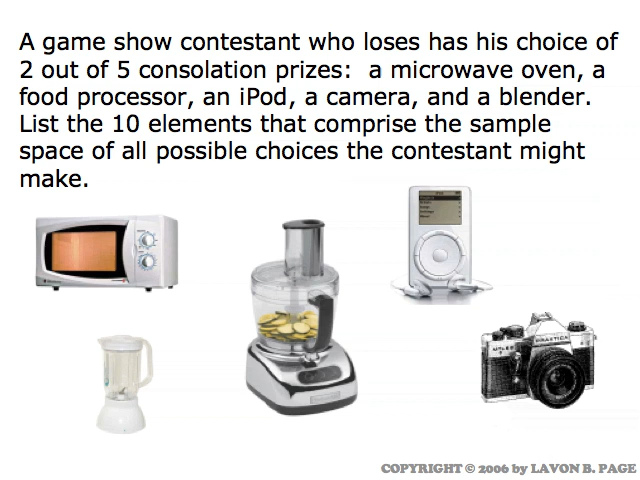 A game show contestant who loses has his choice of
2 out of 5 consolation prizes:  a microwave oven, a
food processor, an iPod, a camera, and a blender.
List the 10 elements that comprise the sample
space of all possible choices the contestant might
make.
COPYRIGHT © 2006 by LAVON B. PAGE